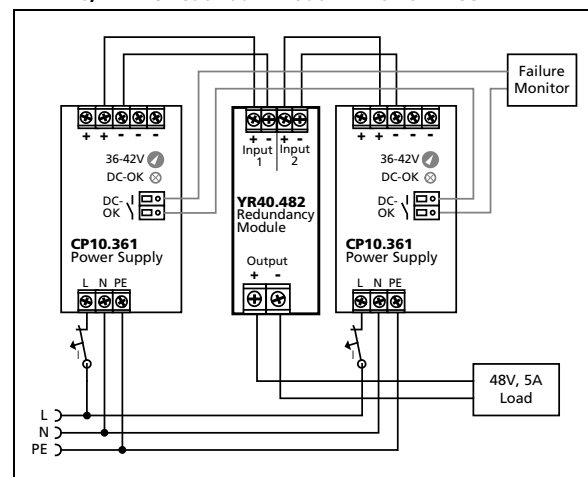 Failure
Monitor
+ + - - -
+ - + -
Input
1
Input
2
+ + - - -
36-42V
DC-OK
DC-
OK
I
CP10.361
Power Supply
L N PE
I
YR40.482
Redundancy
Module
Output
+ -
36-42V
DC-OK
DC-
OK
I
CP10.361
Power Supply
L N PE
I
48V, 5A
Load
L
N
PE